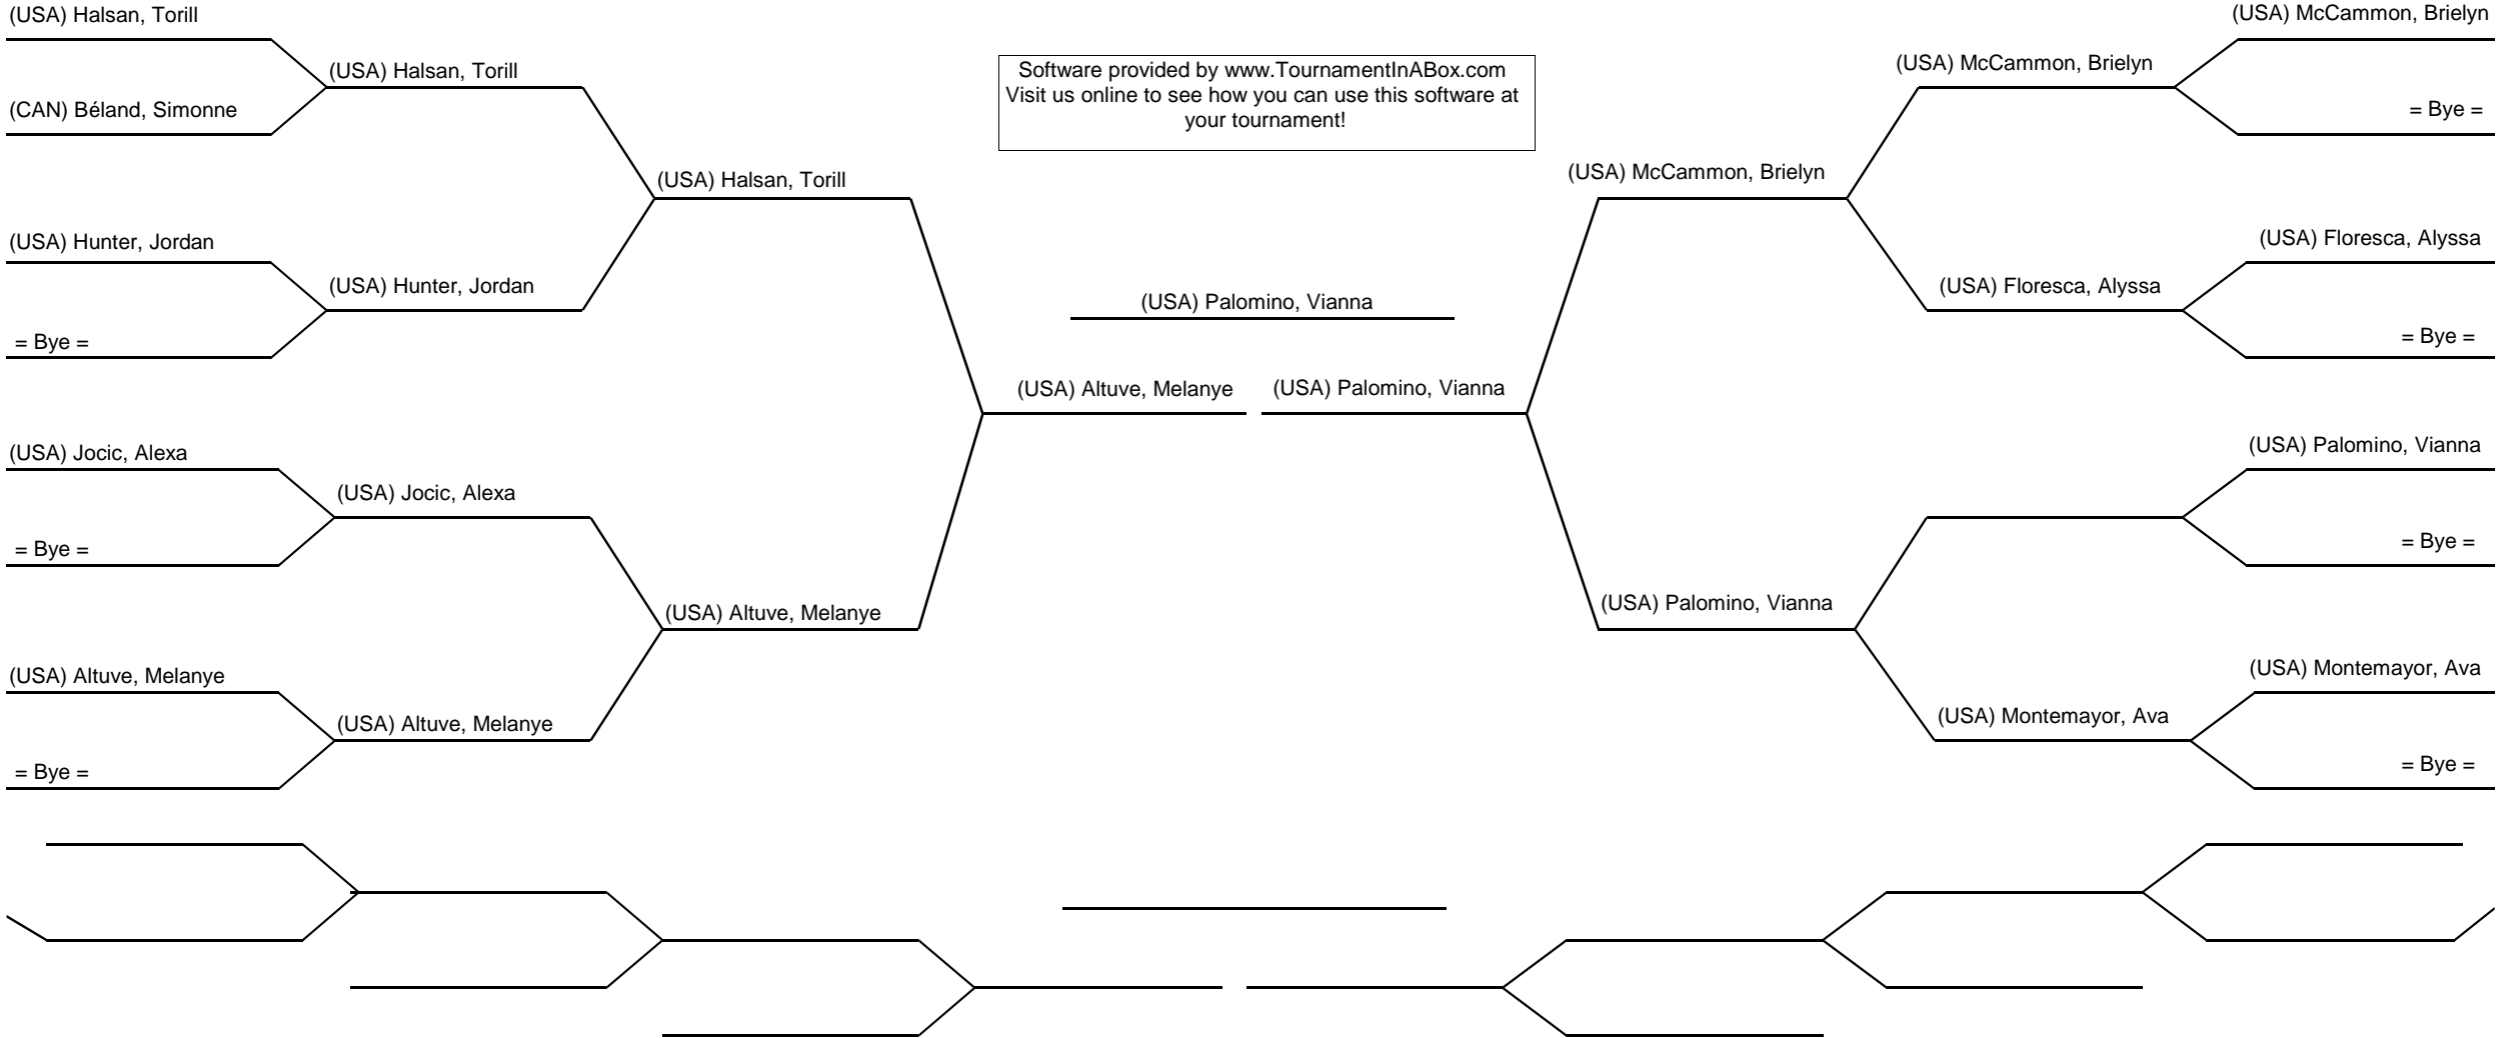 (USA) Halsan, Torill
(CAN) Béland, Simonne
(USA) Hunter, Jordan
= Bye =
(USA) Jocic, Alexa
= Bye =
(USA) Altuve, Melanye
= Bye =
(USA) Halsan, Torill
(USA) Hunter, Jordan
(USA) Jocic, Alexa
(USA) Altuve, Melanye
(USA) Halsan, Torill
(USA) Altuve, Melanye
Software provided by www.TournamentInABox.com
Visit us online to see how you can use this software at
your tournament!
(USA) Palomino, Vianna
(USA) Altuve, Melanye
(USA) Palomino, Vianna
(USA) McCammon, Brielyn
(USA) Palomino, Vianna
(USA) McCammon, Brielyn
(USA) Floresca, Alyssa
(USA) Montemayor, Ava
(USA) McCammon, Brielyn
= Bye =
(USA) Floresca, Alyssa
= Bye =
(USA) Palomino, Vianna
= Bye =
(USA) Montemayor, Ava
= Bye =